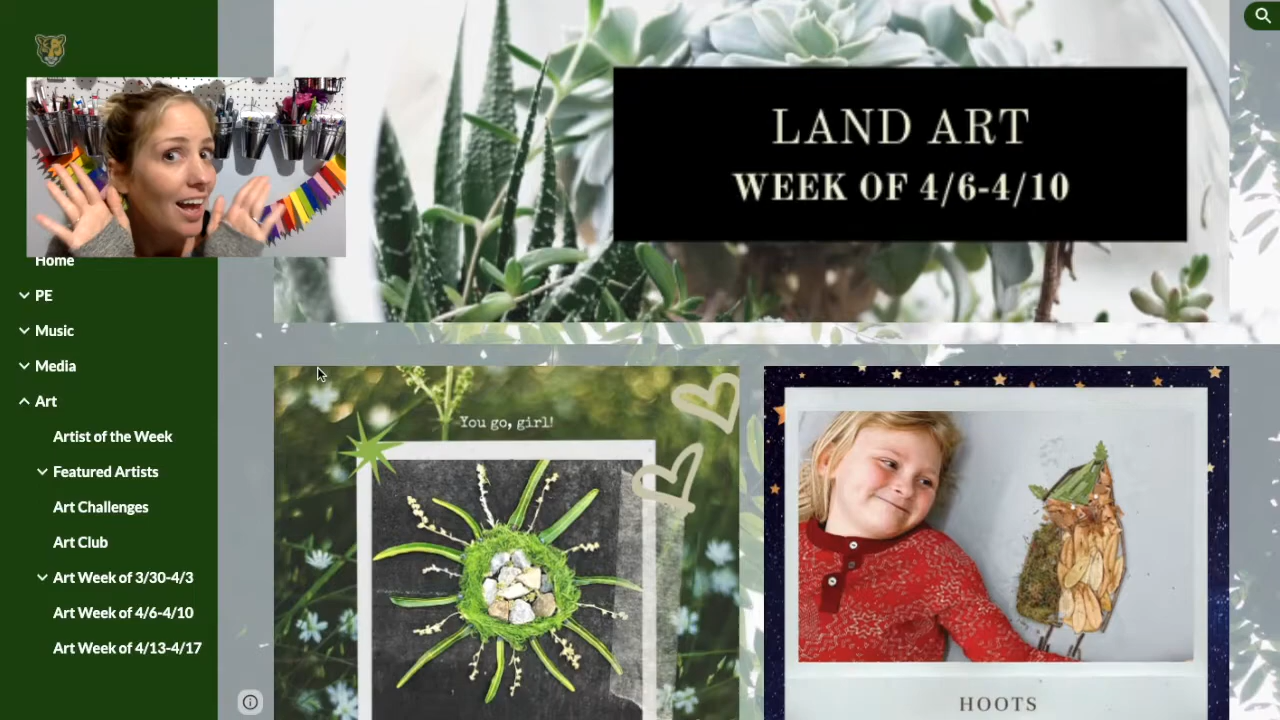 LAND ART
WEEK OF 4/6-4/10
Home
PE
Music
Media
Art
Artist of the Week
Featured Artists
Art Challenges
Art Club
Art Week of 3/30-4/3
Art Week of 4/6-4/10
Art Week of 4/13-4/17
You go, girl!
HOOTS